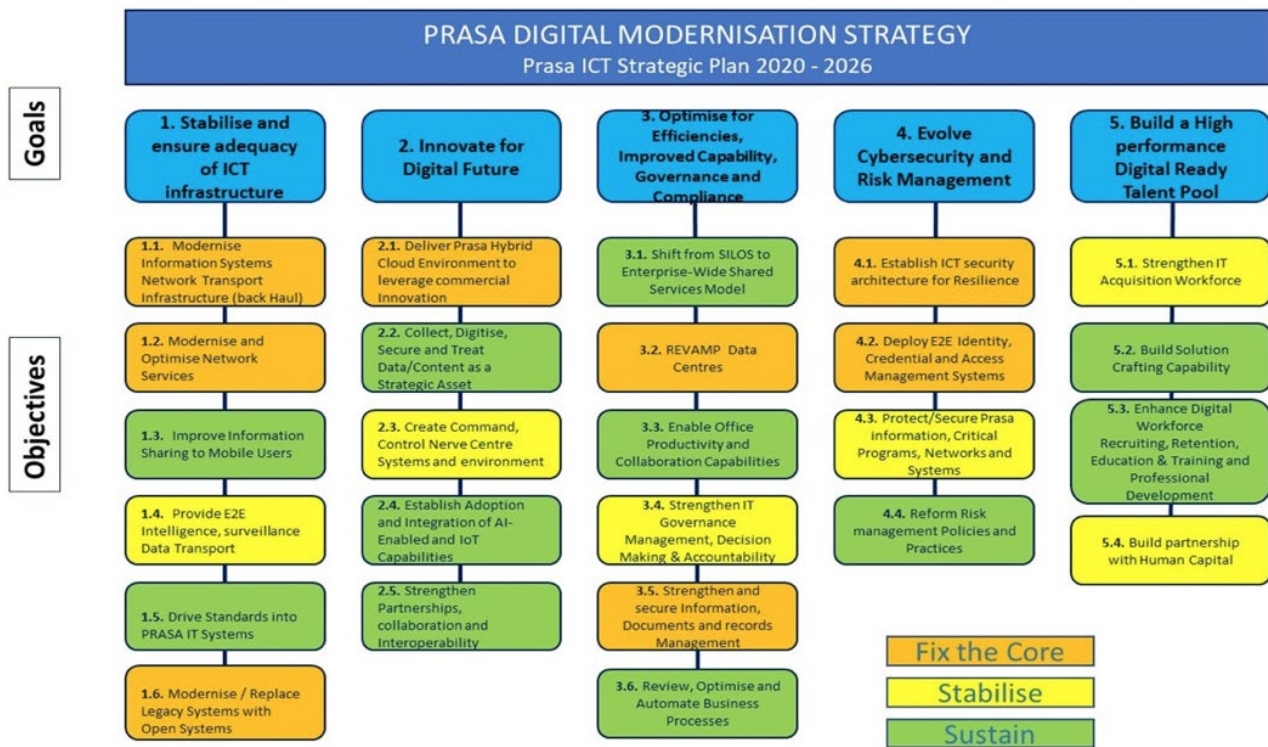 PRASA DIGITAL MODERNISATION STRATEGY
Prasa ICT Strategic Plan 2020 - 2026
Goals
1. Stabilise and
ensure adequacy
of ICT
infrastructure
2. Innovate for
Digital Future
3. Optimise for
Efficiencies,
Improved Capability,
Governance and
Compliance
4. Evolve
Cybersecurity and
Risk Management
5. Build a High
performance
Digital Ready
Talent Pool
Objectives
1.1. Modernise
Information Systems
Network Transport
Infrastructure (back Haul)
1.2. Modernise and
Optimise Network
Services
1.3. Improve Information
Sharing to Mobile Users
1.4. Provide E2E
Intelligence, surveillance
Data Transport
1.5. Drive Standards into
PRASA IT Systems
1.6. Modernise / Replace
Legacy Systems with
Open Systems
2.1. Deliver Prasa Hybrid
Cloud Environment to
leverage commercial
Innovation
2.2. Collect, Digitise,
Secure and Treat
Data/Content as a
Strategic Asset
2.3. Create Command,
Control Nerve Centre
Systems and environment
2.4. Establish Adoption
and Integration of AI-
Enabled and IoT
Capabilities
2.5. Strengthen
Partnerships,
collaboration and
Interoperability
3.1. Shift from SILOS to
Enterprise-Wide Shared
Services Model
3.2. REVAMP Data
Centres
3.3. Enable Office
Productivity and
Collaboration Capabilities
3.4. Strengthen IT
Governance
Management, Decision
Making & Accountability
3.5. Strengthen and
secure Information,
Documents and records
Management
3.6. Review, Optimise and
Automate Business
Processes
4.1. Establish ICT security
architecture for Resilience
4.2. Deploy E2E Identity,
Credential and Access
Management Systems
4.3. Protect/Secure Prasa
information, Critical
Programs, Networks and
Systems
4.4. Reform Risk
management Policies and
Practices
5.1. Strengthen IT
Acquisition Workforce
5.2. Build Solution
Crafting Capability
5.3. Enhance Digital
Workforce
Recruiting, Retention,
Education & Training and
Professional
Development
5.4. Build partnership
with Human Capital
Fix the Core
Stabilise
Sustain